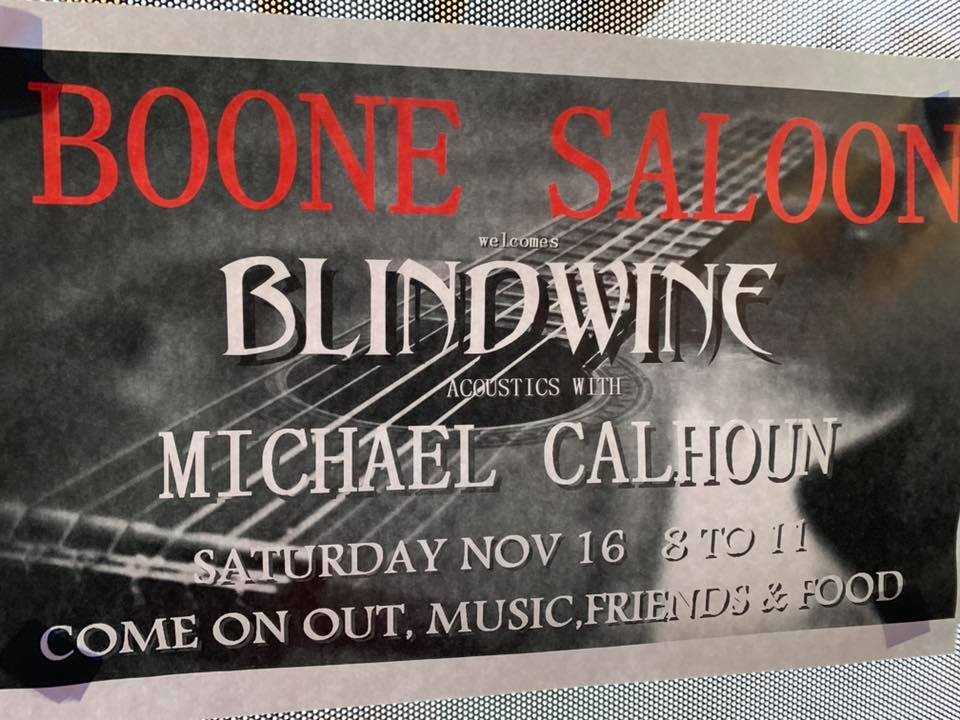 BOONE SALOON
welcomes
BLINDWINE
ACOUSTICS WITH
MICHAEL CALHOUN
SATURDAY NOV 16 8 TO 11
COME ON OUT, MUSIC,FRIENDS & FOOD